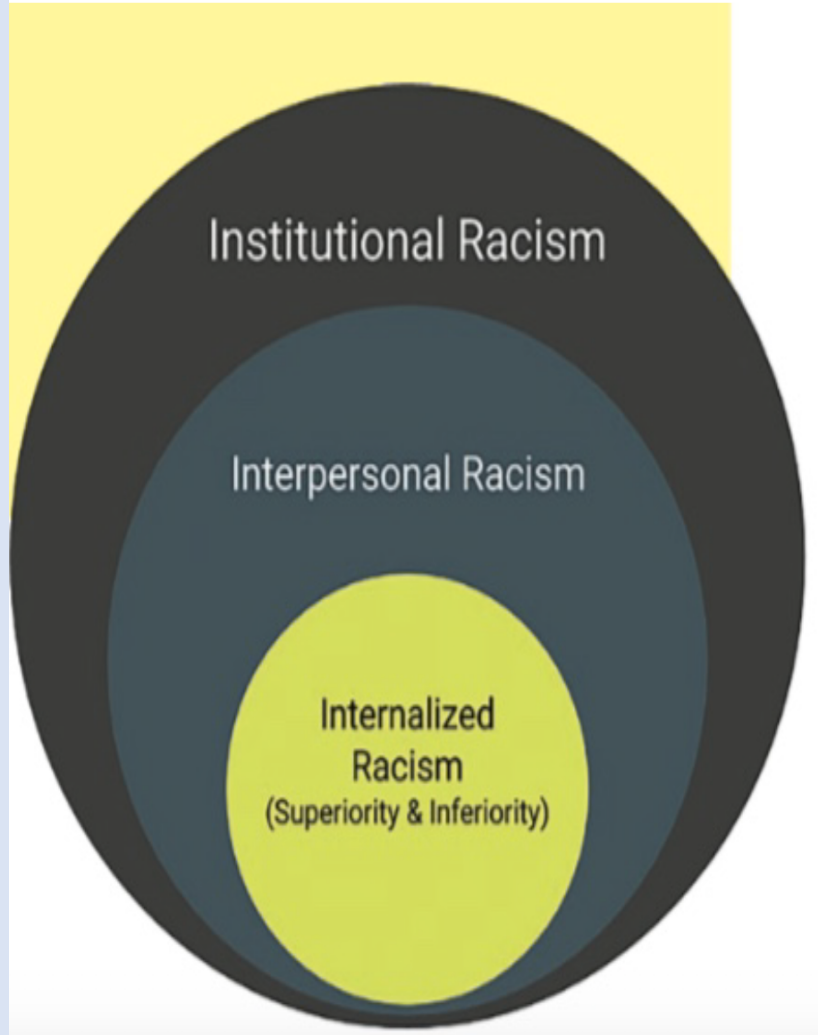 Institutional Racism
Interpersonal Racism
Internalized
Racism
(Superiority & Inferiority)